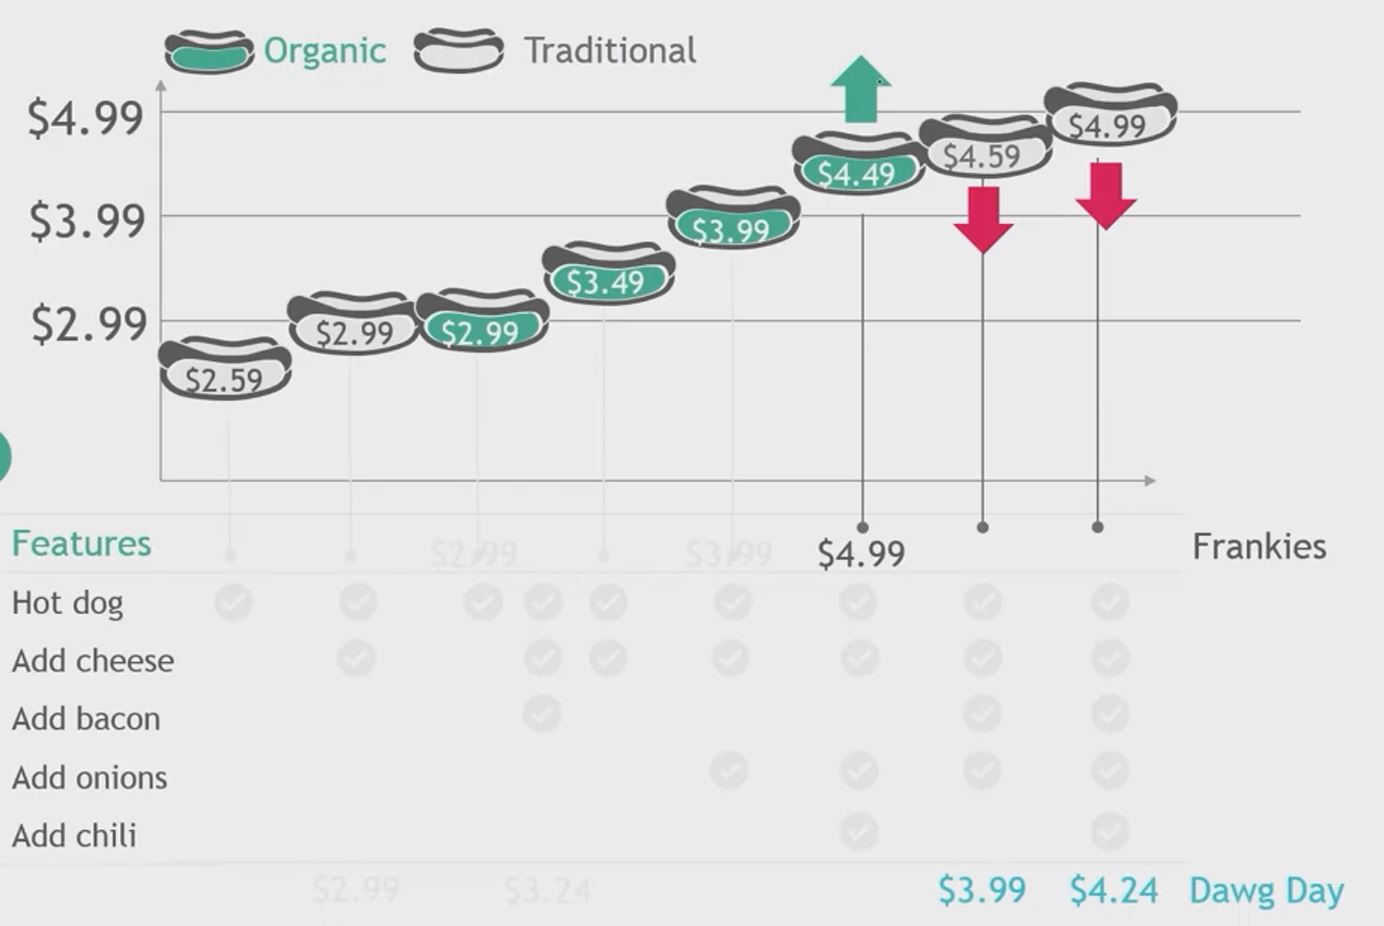 Organic Traditional
$4.99
$3.99
$2.99
$2.59
$2.99
$2.99
$3.49
$3.99
$4.49
$4.59
$4.99
Features $2.99 $3.99 $4.99 Frankies
Hot dog
Add cheese
Add bacon
Add onions
Add chili
$2.99 $3.24 $3.99 $4.24 Dawg Day